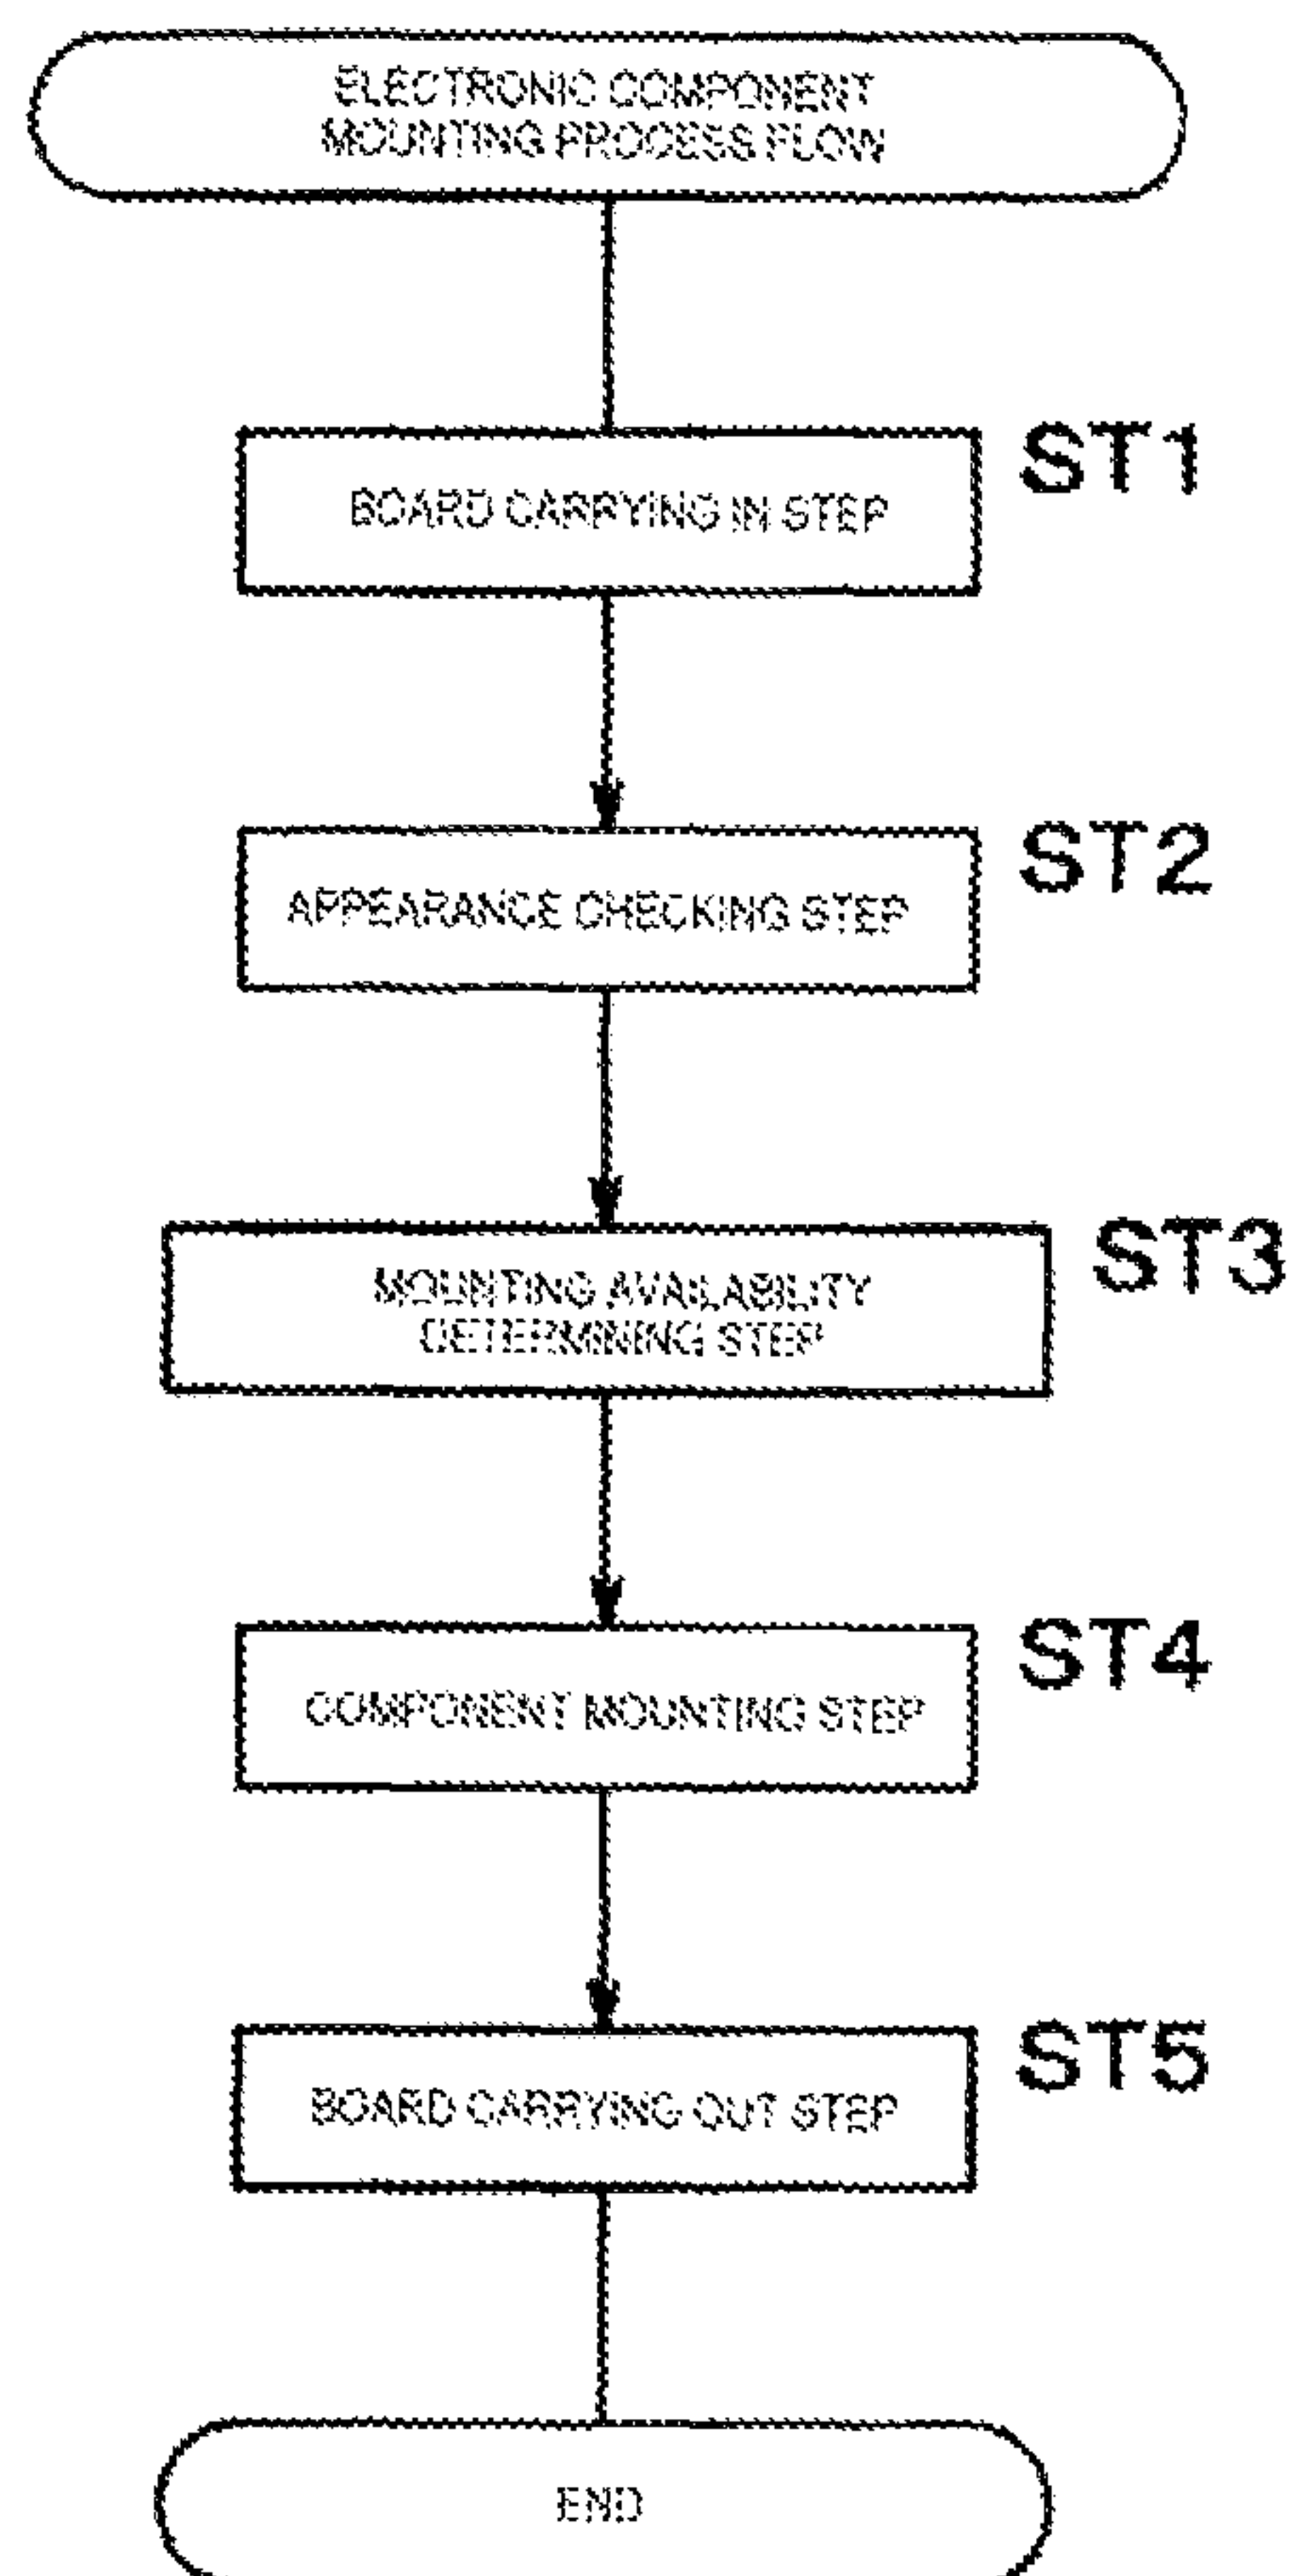 ELECTRONIC COMPONENT
MOUNTING PROCESS FLOW
BOARD CARRYING IN STEP
ST1
APPEARANCE CHECKING STEP
ST2
MOUNTING AVAILABILITY
DETERMINING STEP
ST3
COMPONENT MOUNTING STEP
ST4
BOARD CARRYING OUT STEP
ST5
END